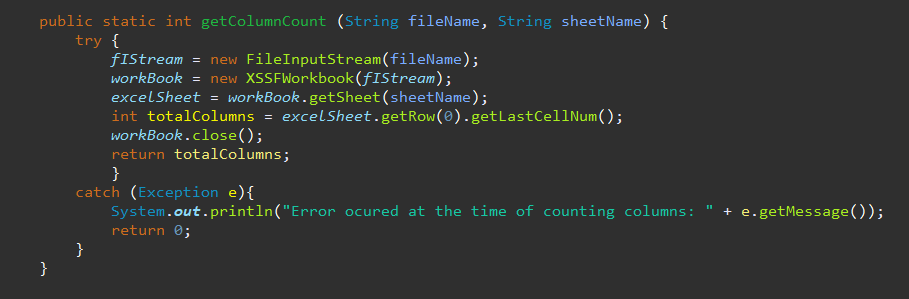 public static int getColumnCount (String fileName, String sheetName) {
try {
fIStream = new FileInputStream(fileName);
workBook = new XSSFWorkbook(fIStream);
excelSheet = workBook.getSheet(sheetName);
int totalColumns = excelSheet.getRow(0).getLastCellNum();
workBook.close();
return totalColumns;
}
catch (Exception e){
System.out.println("Error ocured at the time of counting columns: " + e.getMessage());
return 0;
}
}